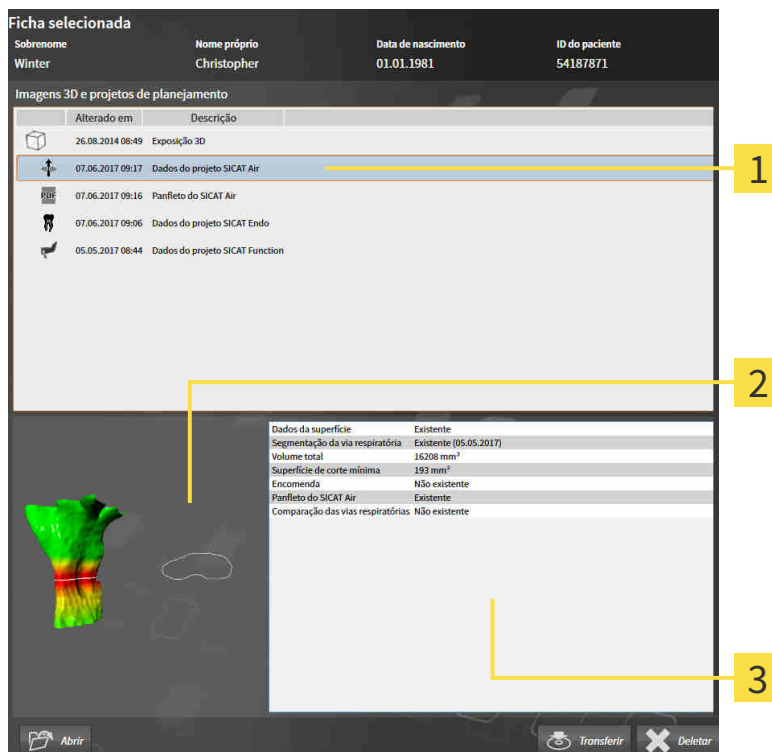 Ficha selecionada
Sobrenome Nome próprio Data de nascimento ID do paciente
Winter Christopher 01.01.1981 54187871
Imagens 3D e projetos de planejamento
Alterado em Descrição
26.08.2014 08:49 Exposição 3D
07.06.2017 09:17 Dados do projeto SICAT Air
1
PDF 07.06.2017 09:16 Panfleto do SICAT Air
07.06.2017 09:06 Dados do projeto SICAT Endo
05.05.2017 08:44 Dados do projeto SICAT Function
2
Dados da superfície Existente
Segmentação da via respiratória Existente (05.05.2017)
Volume total 16208 mm³
Superfície de corte mínima 193 mm²
Encomenda Não existente
Panfleto do SICAT Air Existente
Comparação das vias respiratórias Não existente
3
Abrir Transferir Deletar